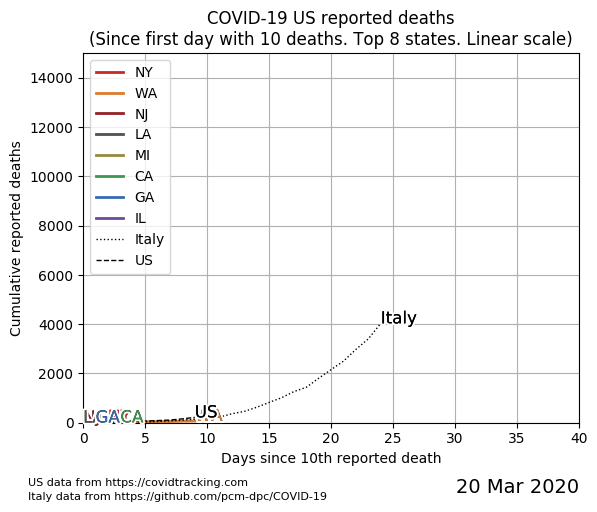 COVID-19 US reported deaths
(Since first day with 10 deaths. Top 8 states. Linear scale)
Cumulative reported deaths
14000
12000
10000
8000
6000
4000
2000
0
NY
WA
NJ
LA
MI
CA
GA
IL
Italy
US
Italy
US
GA
CA
0 5 10 15 20 25 30 35 40
Days since 10th reported death
US data from https://covidtracking.com
Italy data from https://github.com/pcm-dpc/COVID-19
20 Mar 2020